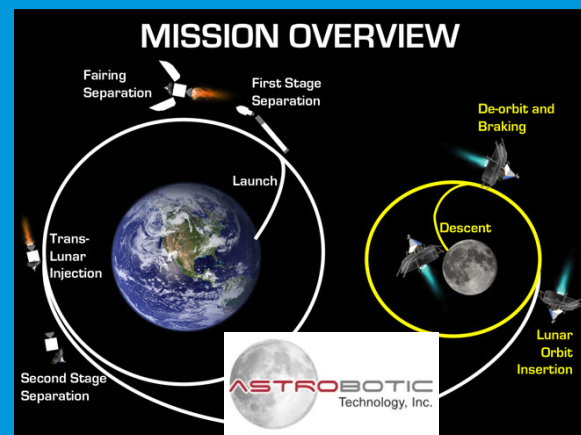 MISSION OVERVIEW
Fairing
Separation
First Stage
Separation
De-orbit and
Braking
Launch
Descent
Trans-
Lunar
Injection
Lunar
Orbit
Insertion
Second Stage
Separation
ASTROBOTIC
Technology, Inc.